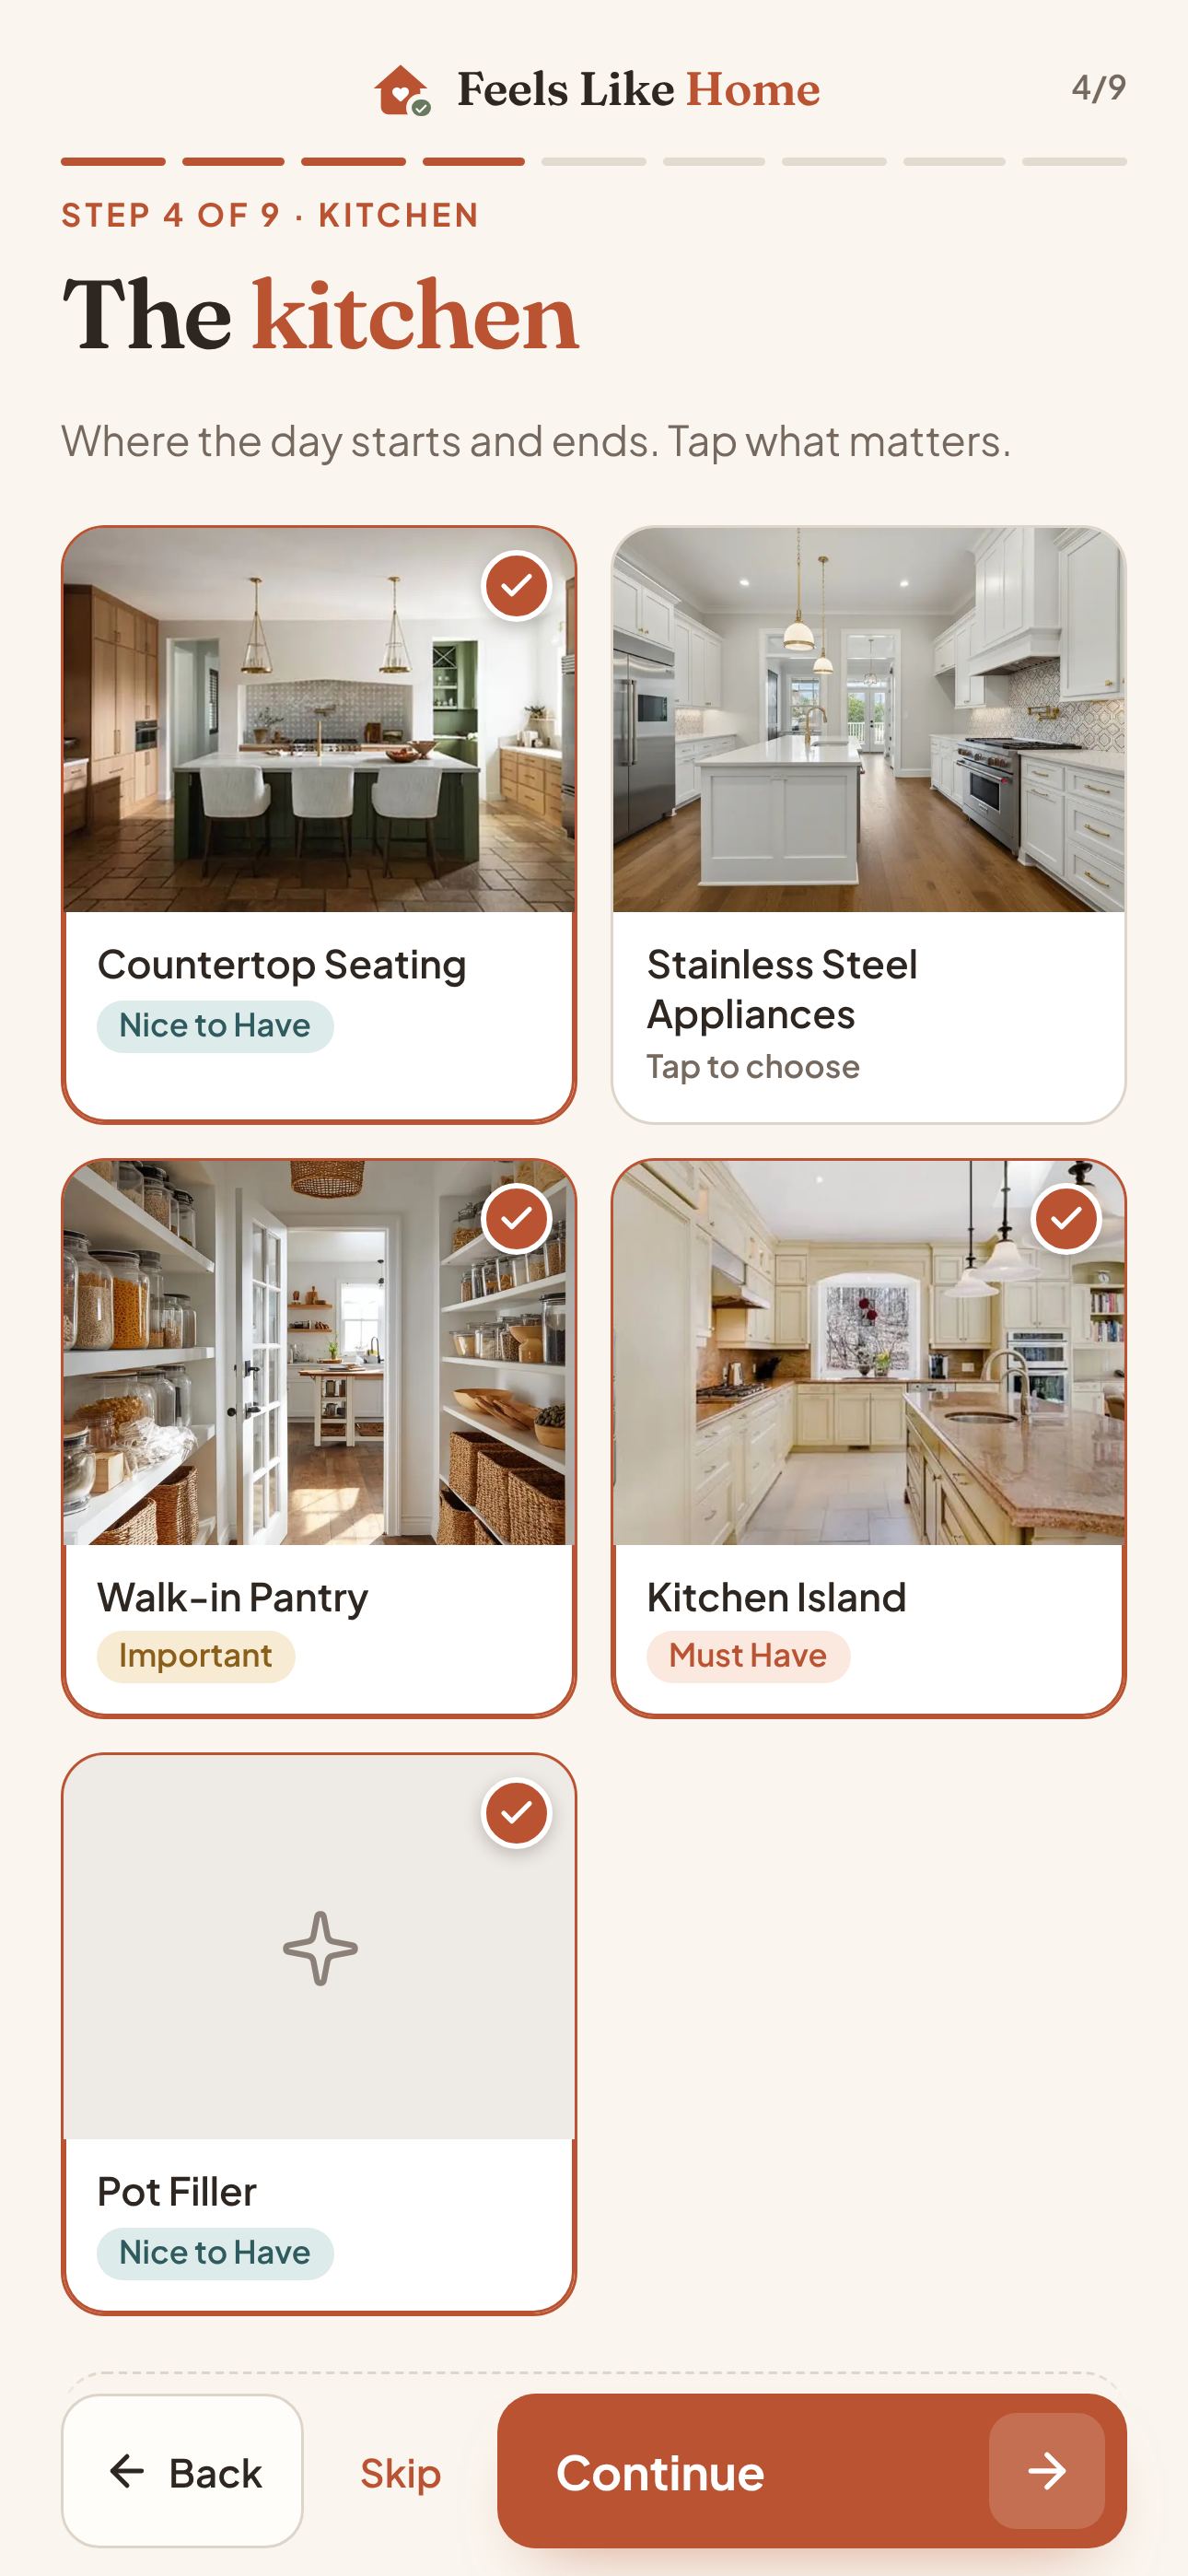 Feels Like Home
4/9
STEP 4 OF 9 · KITCHEN
The kitchen
Where the day starts and ends. Tap what matters.
Countertop Seating
Nice to Have
Stainless Steel
Appliances
Tap to choose
Walk-in Pantry
Important
Kitchen Island
Must Have
Pot Filler
Nice to Have
Back
Skip
Continue